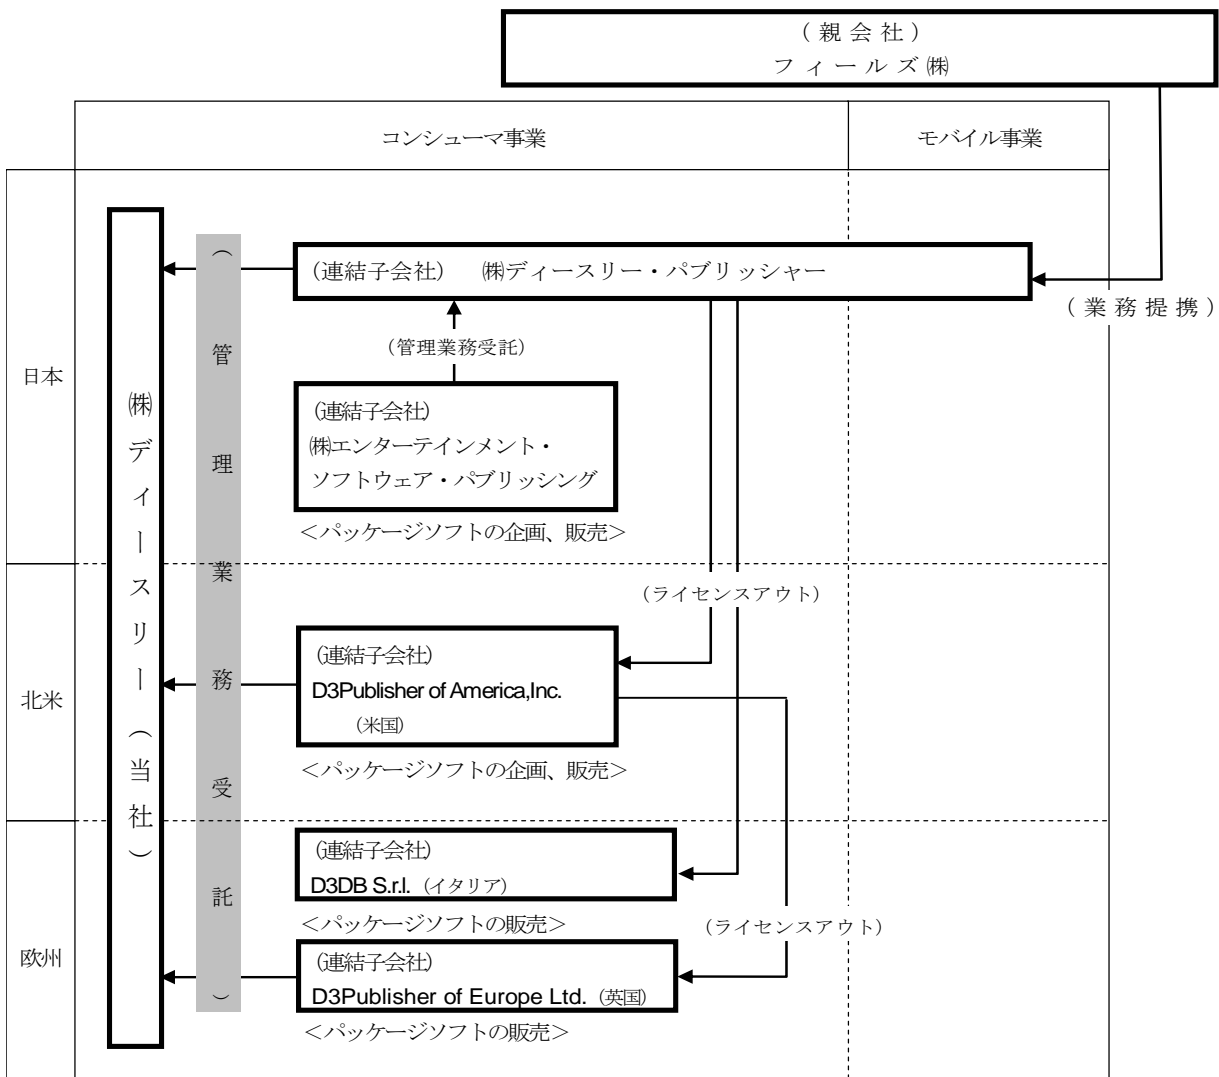 （親会社）
フィールズ㈱
コンシューマ事業
モバイル事業
日本
㈱ディースリー（当社）
（管理業務受託）
（連結子会社）　㈱ディースリー・パブリッシャー
（業務提携）
（管理業務受託）
（連結子会社）
㈱エンターテインメント・
ソフトウェア・パブリッシング
＜パッケージソフトの企画、販売＞
（ライセンスアウト）
北米
（連結子会社）
D3Publisher of America,Inc.
（米国）
＜パッケージソフトの企画、販売＞
欧州
（連結子会社）
D3DB S.r.l.（イタリア）
＜パッケージソフトの販売＞
（ライセンスアウト）
（連結子会社）
D3Publisher of Europe Ltd.（英国）
＜パッケージソフトの販売＞